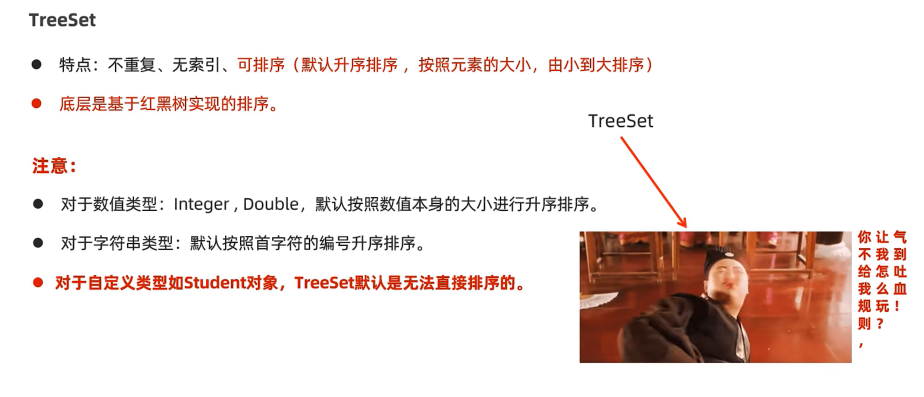 TreeSet
特点：不重复、无索引、可排序（默认升序排序 ，按照元素的大小，由小到大排序）
底层是基于红黑树实现的排序。
TreeSet
注意：
对于数值类型：Integer , Double，默认按照数值本身的大小进行升序排序。
对于字符串类型：默认按照首字符的编号升序排序。
对于自定义类型如Student对象，TreeSet默认是无法直接排序的。
你不给我规则，
让我怎么玩？
气到吐血！